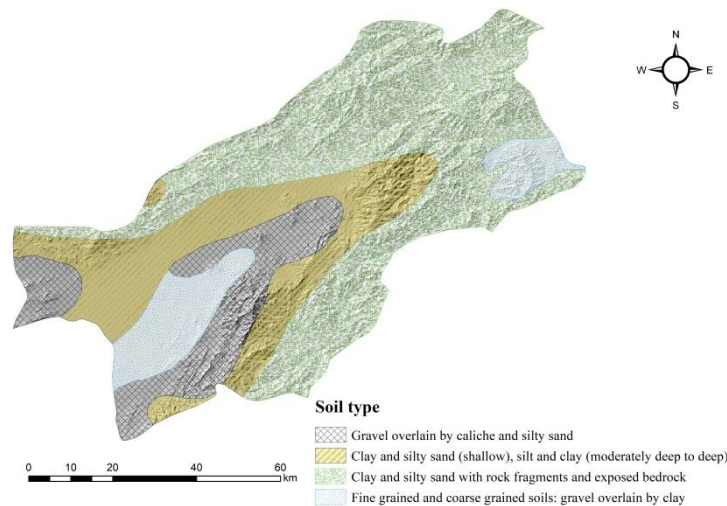 N
W E
S
Soil type
Gravel overlain by caliche and silty sand
Clay and silty sand (shallow), silt and clay (moderately deep to deep)
Clay and silty sand with rock fragments and exposed bedrock
Fine grained and coarse grained soils: gravel overlain by clay
0 5 10 20 30 40 60
km